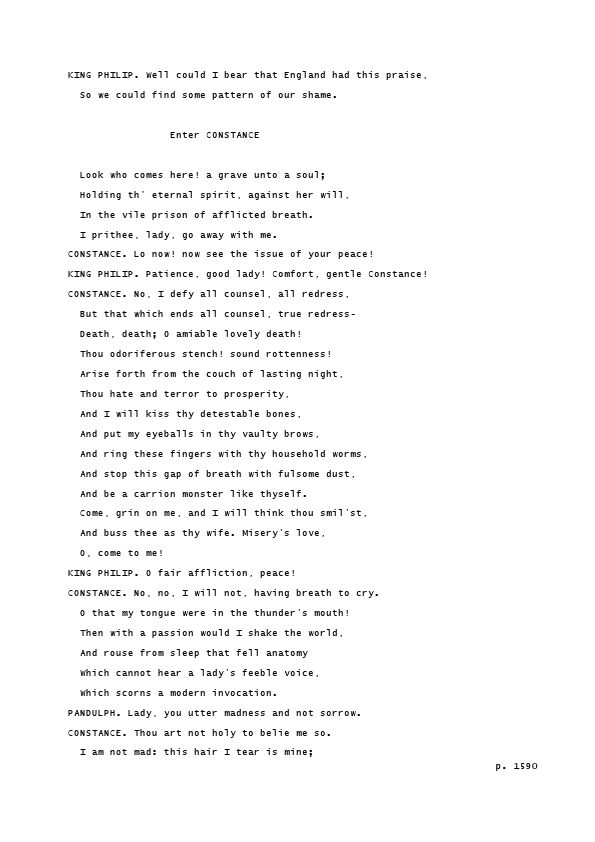 KING PHILIP. Well could I bear that England had this praise,
So we could find some pattern of our shame.
Enter CONSTANCE
Look who comes here! a grave unto a soul;
Holding th' eternal spirit, against her will,
In the vile prison of afflicted breath.
I prithee, lady, go away with me.
CONSTANCE. Lo now! now see the issue of your peace!
KING PHILIP. Patience, good lady! Comfort, gentle Constance!
CONSTANCE. No, I defy all counsel, all redress,
But that which ends all counsel, true redress-
Death, death; O amiable lovely death!
Thou odoriferous stench! sound rottenness!
Arise forth from the couch of lasting night,
Thou hate and terror to prosperity,
And I will kiss thy detestable bones,
And put my eyeballs in thy vaulty brows,
And ring these fingers with thy household worms,
And stop this gap of breath with fulsome dust,
And be a carrion monster like thyself.
Come, grin on me, and I will think thou smil'st,
And buss thee as thy wife. Misery's love,
O, come to me!
KING PHILIP. O fair affliction, peace!
CONSTANCE. No, no, I will not, having breath to cry.
O that my tongue were in the thunder's mouth!
Then with a passion would I shake the world,
And rouse from sleep that fell anatomy
Which cannot hear a lady's feeble voice,
Which scorns a modern invocation.
PANDULPH. Lady, you utter madness and not sorrow.
CONSTANCE. Thou art not holy to belie me so.
I am not mad: this hair I tear is mine;
p. 1590